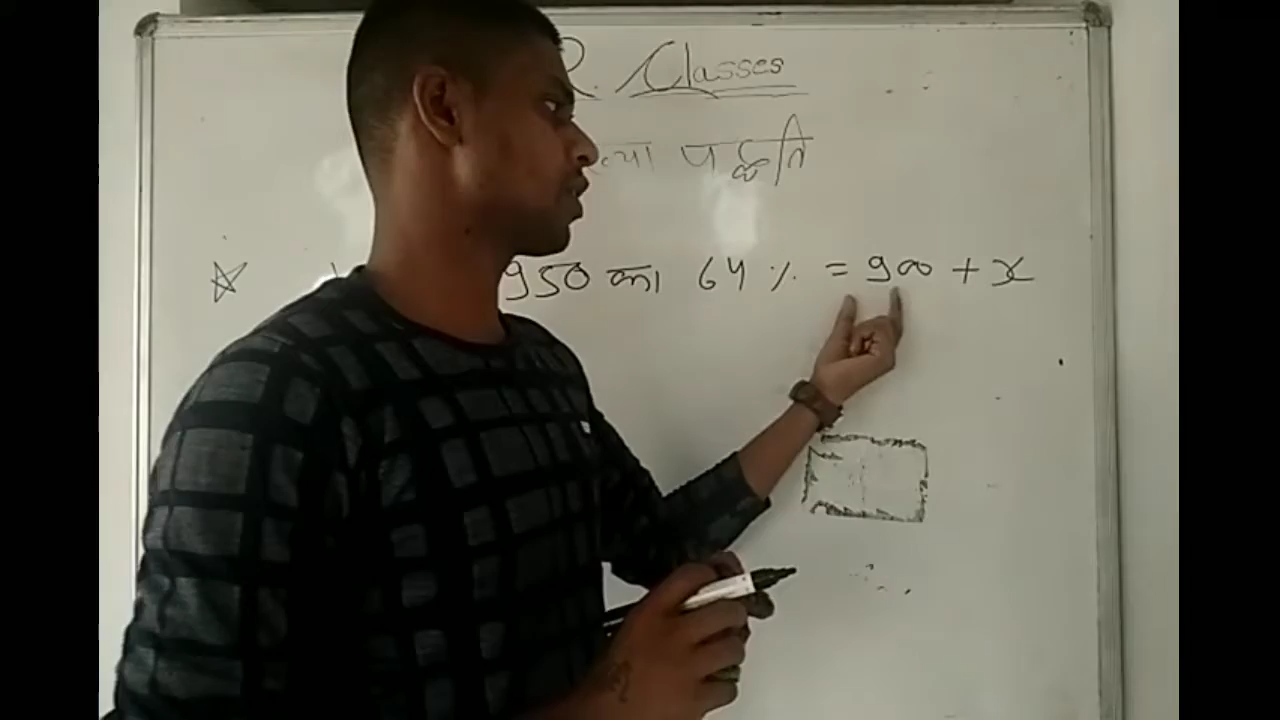 R. Classes
पद्धति
950 का 64 % = 900 + x